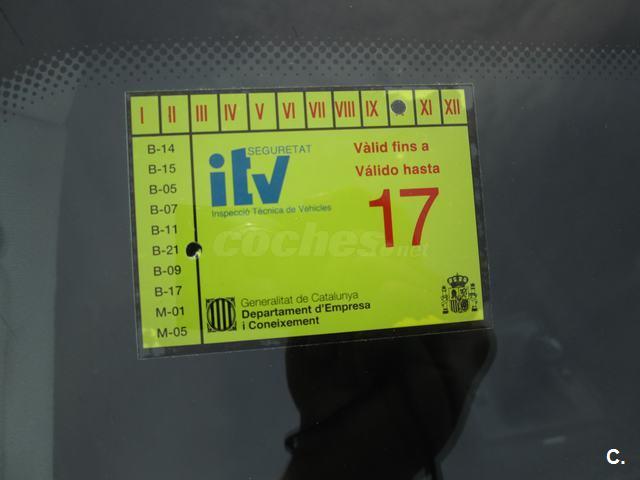 I II III IV V VI VII VIII IX XI XII
B-14
B-15
B-05
B-07
B-11
B-21
B-09
B-17
M-01
M-05
SEGURETAT
itv
Inspecció Tècnica de Vehicles
Vàlid fins a
Válido hasta
17
coches.net
Generalitat de Catalunya
Departament d'Empresa
i Coneixement
C.